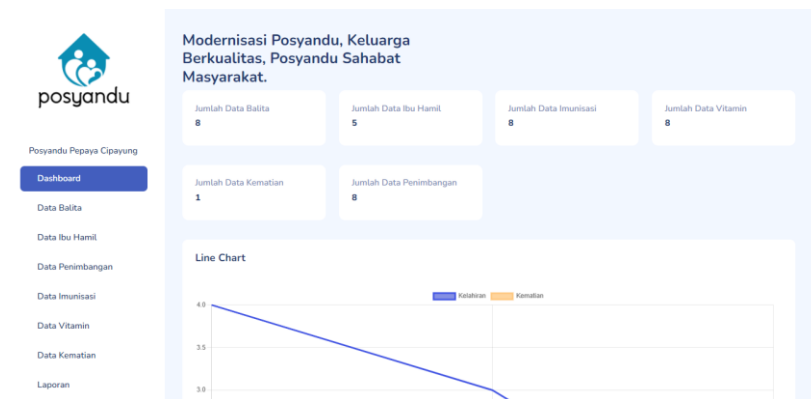 posyandu
Posyandu Pepaya Cipayung
Dashboard
Data Balita
Data Ibu Hamil
Data Penimbangan
Data Imunisasi
Data Vitamin
Data Kematian
Laporan
Modernisasi Posyandu, Keluarga
Berkualitas, Posyandu Sahabat
Masyarakat.
Jumlah Data Balita
8
Jumlah Data Ibu Hamil
5
Jumlah Data Imunisasi
8
Jumlah Data Vitamin
8
Jumlah Data Kematian
1
Jumlah Data Penimbangan
8
Line Chart
Kelahiran
Kematian
4.0
3.5
3.0